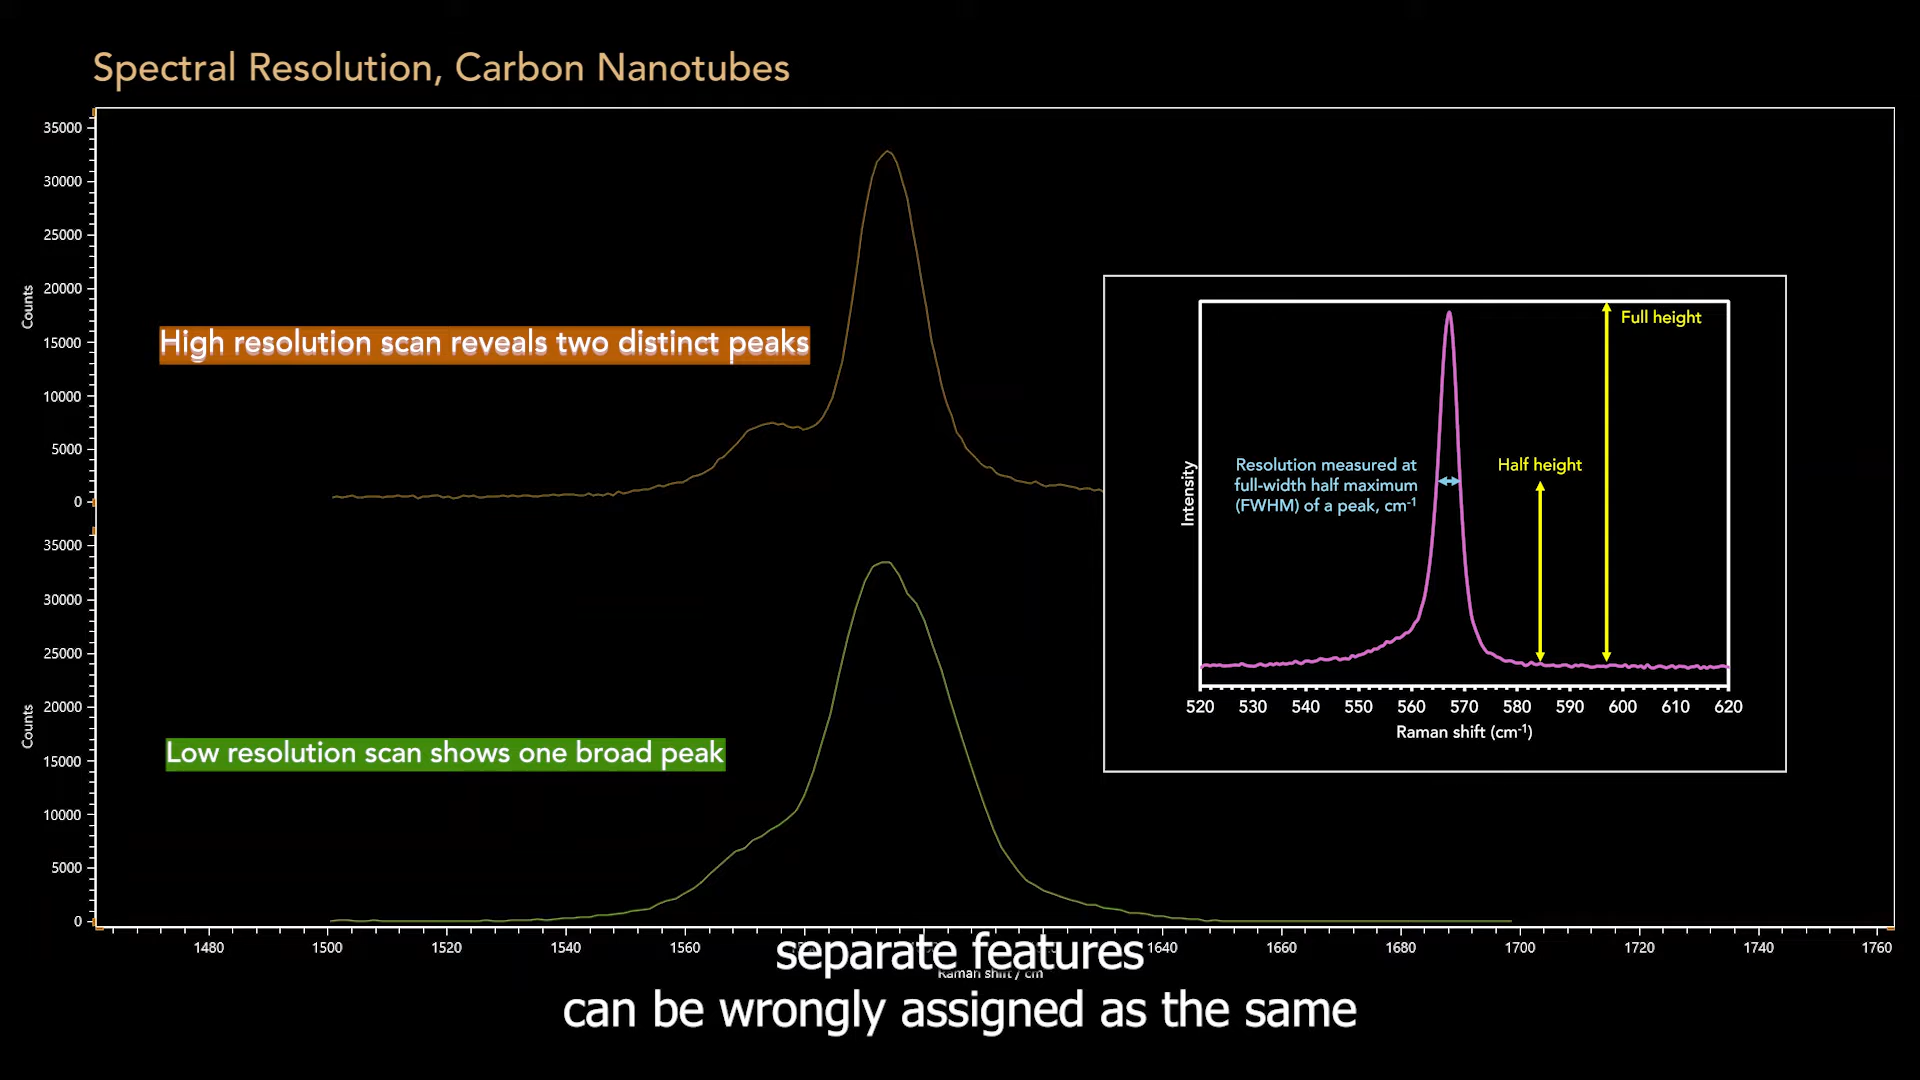 Spectral Resolution, Carbon Nanotubes
35000
30000
25000
20000
15000
10000
5000
0
Counts
High resolution scan reveals two distinct peaks
35000
30000
25000
20000
15000
10000
5000
0
Counts
Low resolution scan shows one broad peak
Full height
Half height
Resolution measured at
full-width half maximum
(FWHM) of a peak, cm⁻¹
Intensity
520 530 540 550 560 570 580 590 600 610 620
Raman shift (cm⁻¹)
1480 1500 1520 1540 1560 1640 1660 1680 1700 1720 1740 1760
Raman shift / cm
separate features
can be wrongly assigned as the same